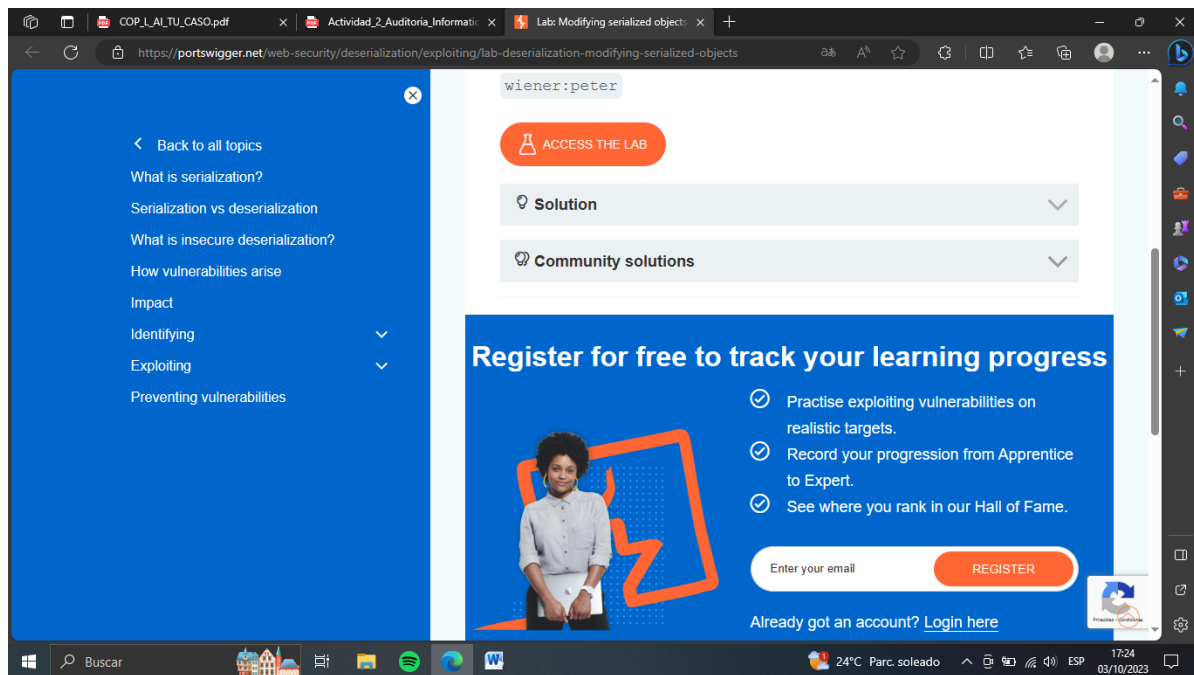 COP_L_AI_TU_CASO.pdf
Actividad_2_Auditoria_Informatic
Lab: Modifying serialized objects
https://portswigger.net/web-security/deserialization/exploiting/lab-deserialization-modifying-serialized-objects
wiener:peter
Back to all topics
What is serialization?
Serialization vs deserialization
What is insecure deserialization?
How vulnerabilities arise
Impact
Identifying
Exploiting
Preventing vulnerabilities
ACCESS THE LAB
Solution
Community solutions
Register for free to track your learning progress
Practise exploiting vulnerabilities on
realistic targets.
Record your progression from Apprentice
to Expert.
See where you rank in our Hall of Fame.
Enter your email
REGISTER
Already got an account? Login here
Buscar
24°C Parc. soleado
ESP
17:24
03/10/2023